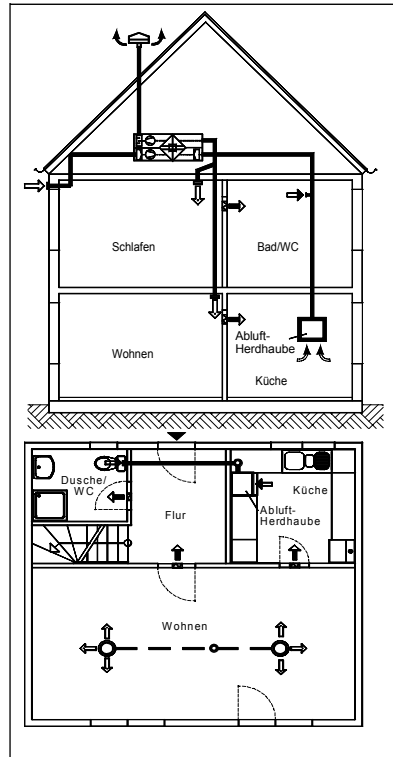 Schlafen
Bad/WC
Wohnen
Abluft-
Herdhaube
Küche
Dusche/
WC
Flur
Küche
Abluft-
Herdhaube
Wohnen